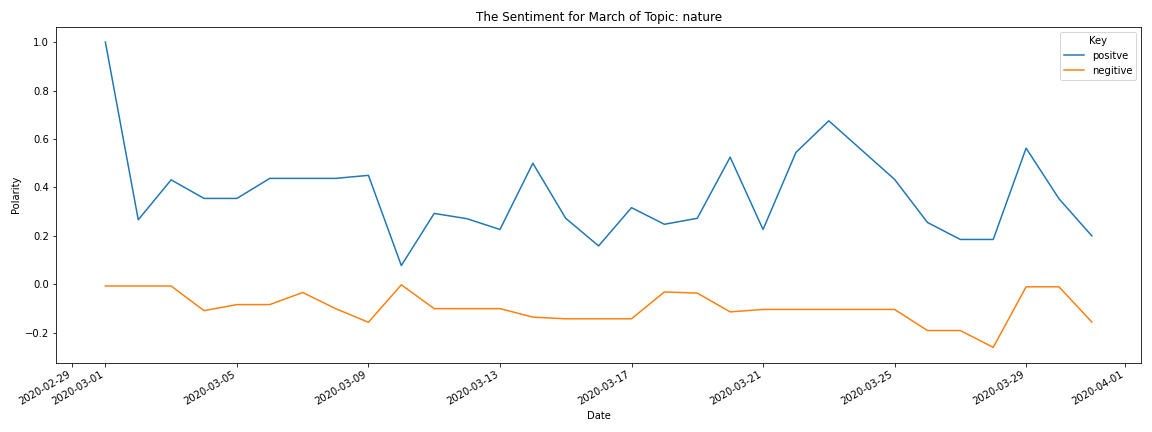 The Sentiment for March of Topic: nature
Key
positve
negitive
Polarity
1.0
0.8
0.6
0.4
0.2
0.0
−0.2
2020-02-29
2020-03-01
2020-03-05
2020-03-09
2020-03-13
2020-03-17
2020-03-21
2020-03-25
2020-03-29
2020-04-01
Date